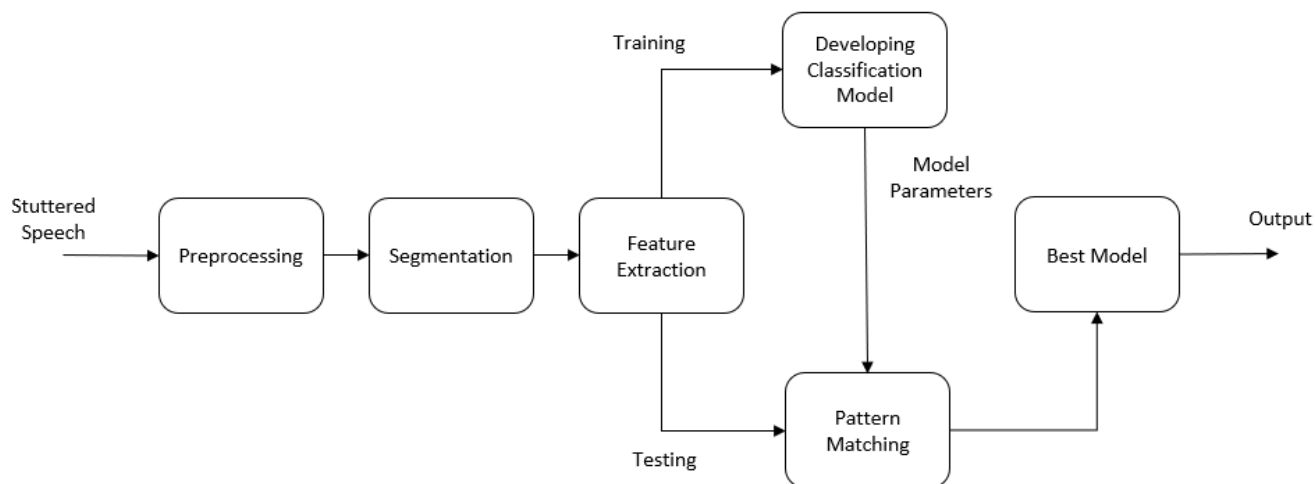 Stuttered
Speech
Preprocessing
Segmentation
Feature
Extraction
Training
Developing
Classification
Model
Model
Parameters
Testing
Pattern
Matching
Best Model
Output